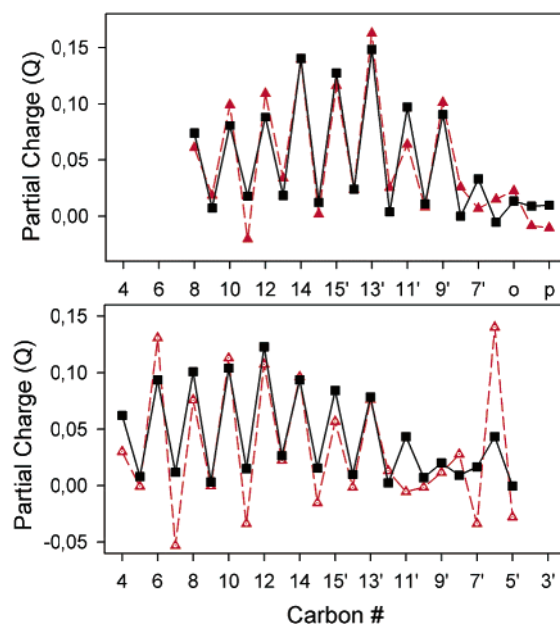 0,15
0,10
0,05
0,00
Partial Charge (Q)
4 6 8 10 12 14 15' 13' 11' 9' 7' o p
0,15
0,10
0,05
0,00
-0,05
Partial Charge (Q)
4 6 8 10 12 14 15' 13' 11' 9' 7' 5' 3'
Carbon #